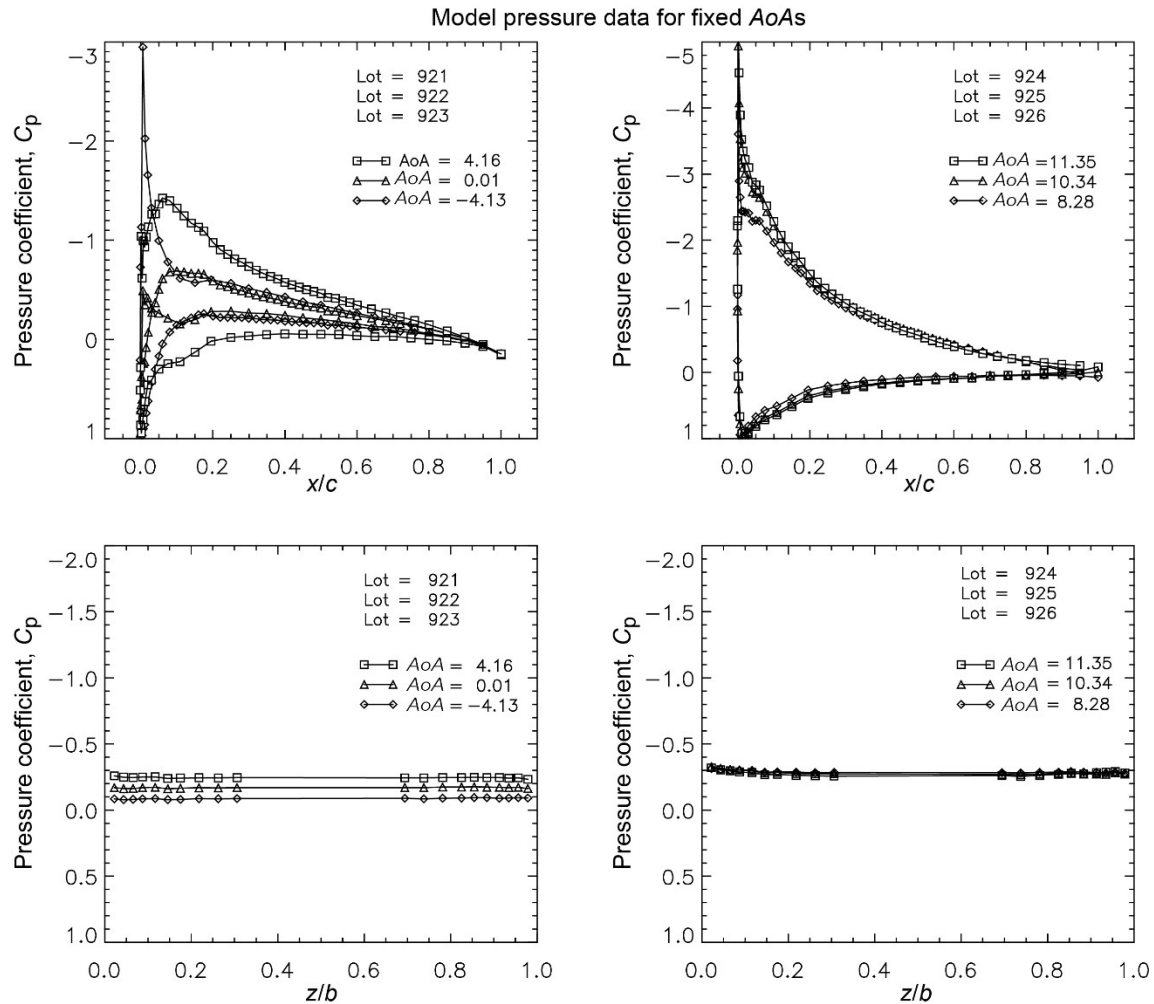 Model pressure data for fixed AoAs
Pressure coefficient, Cp
−3
−2
−1
0
1
Lot = 921
Lot = 922
Lot = 923
AoA = 4.16
AoA = 0.01
AoA = −4.13
0.0 0.2 0.4 0.6 0.8 1.0
x/c
Pressure coefficient, Cp
−5
−4
−3
−2
−1
0
1
Lot = 924
Lot = 925
Lot = 926
AoA = 11.35
AoA = 10.34
AoA = 8.28
0.0 0.2 0.4 0.6 0.8 1.0
x/c
Pressure coefficient, Cp
−2.0
−1.5
−1.0
−0.5
0.0
0.5
1.0
Lot = 921
Lot = 922
Lot = 923
AoA = 4.16
AoA = 0.01
AoA = −4.13
0.0 0.2 0.4 0.6 0.8 1.0
z/b
Pressure coefficient, Cp
−2.0
−1.5
−1.0
−0.5
0.0
0.5
1.0
Lot = 924
Lot = 925
Lot = 926
AoA = 11.35
AoA = 10.34
AoA = 8.28
0.0 0.2 0.4 0.6 0.8 1.0
z/b